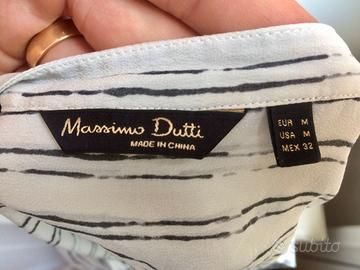 Massimo Dutti
MADE IN CHINA
EUR M
USA M
MEX 32
subito